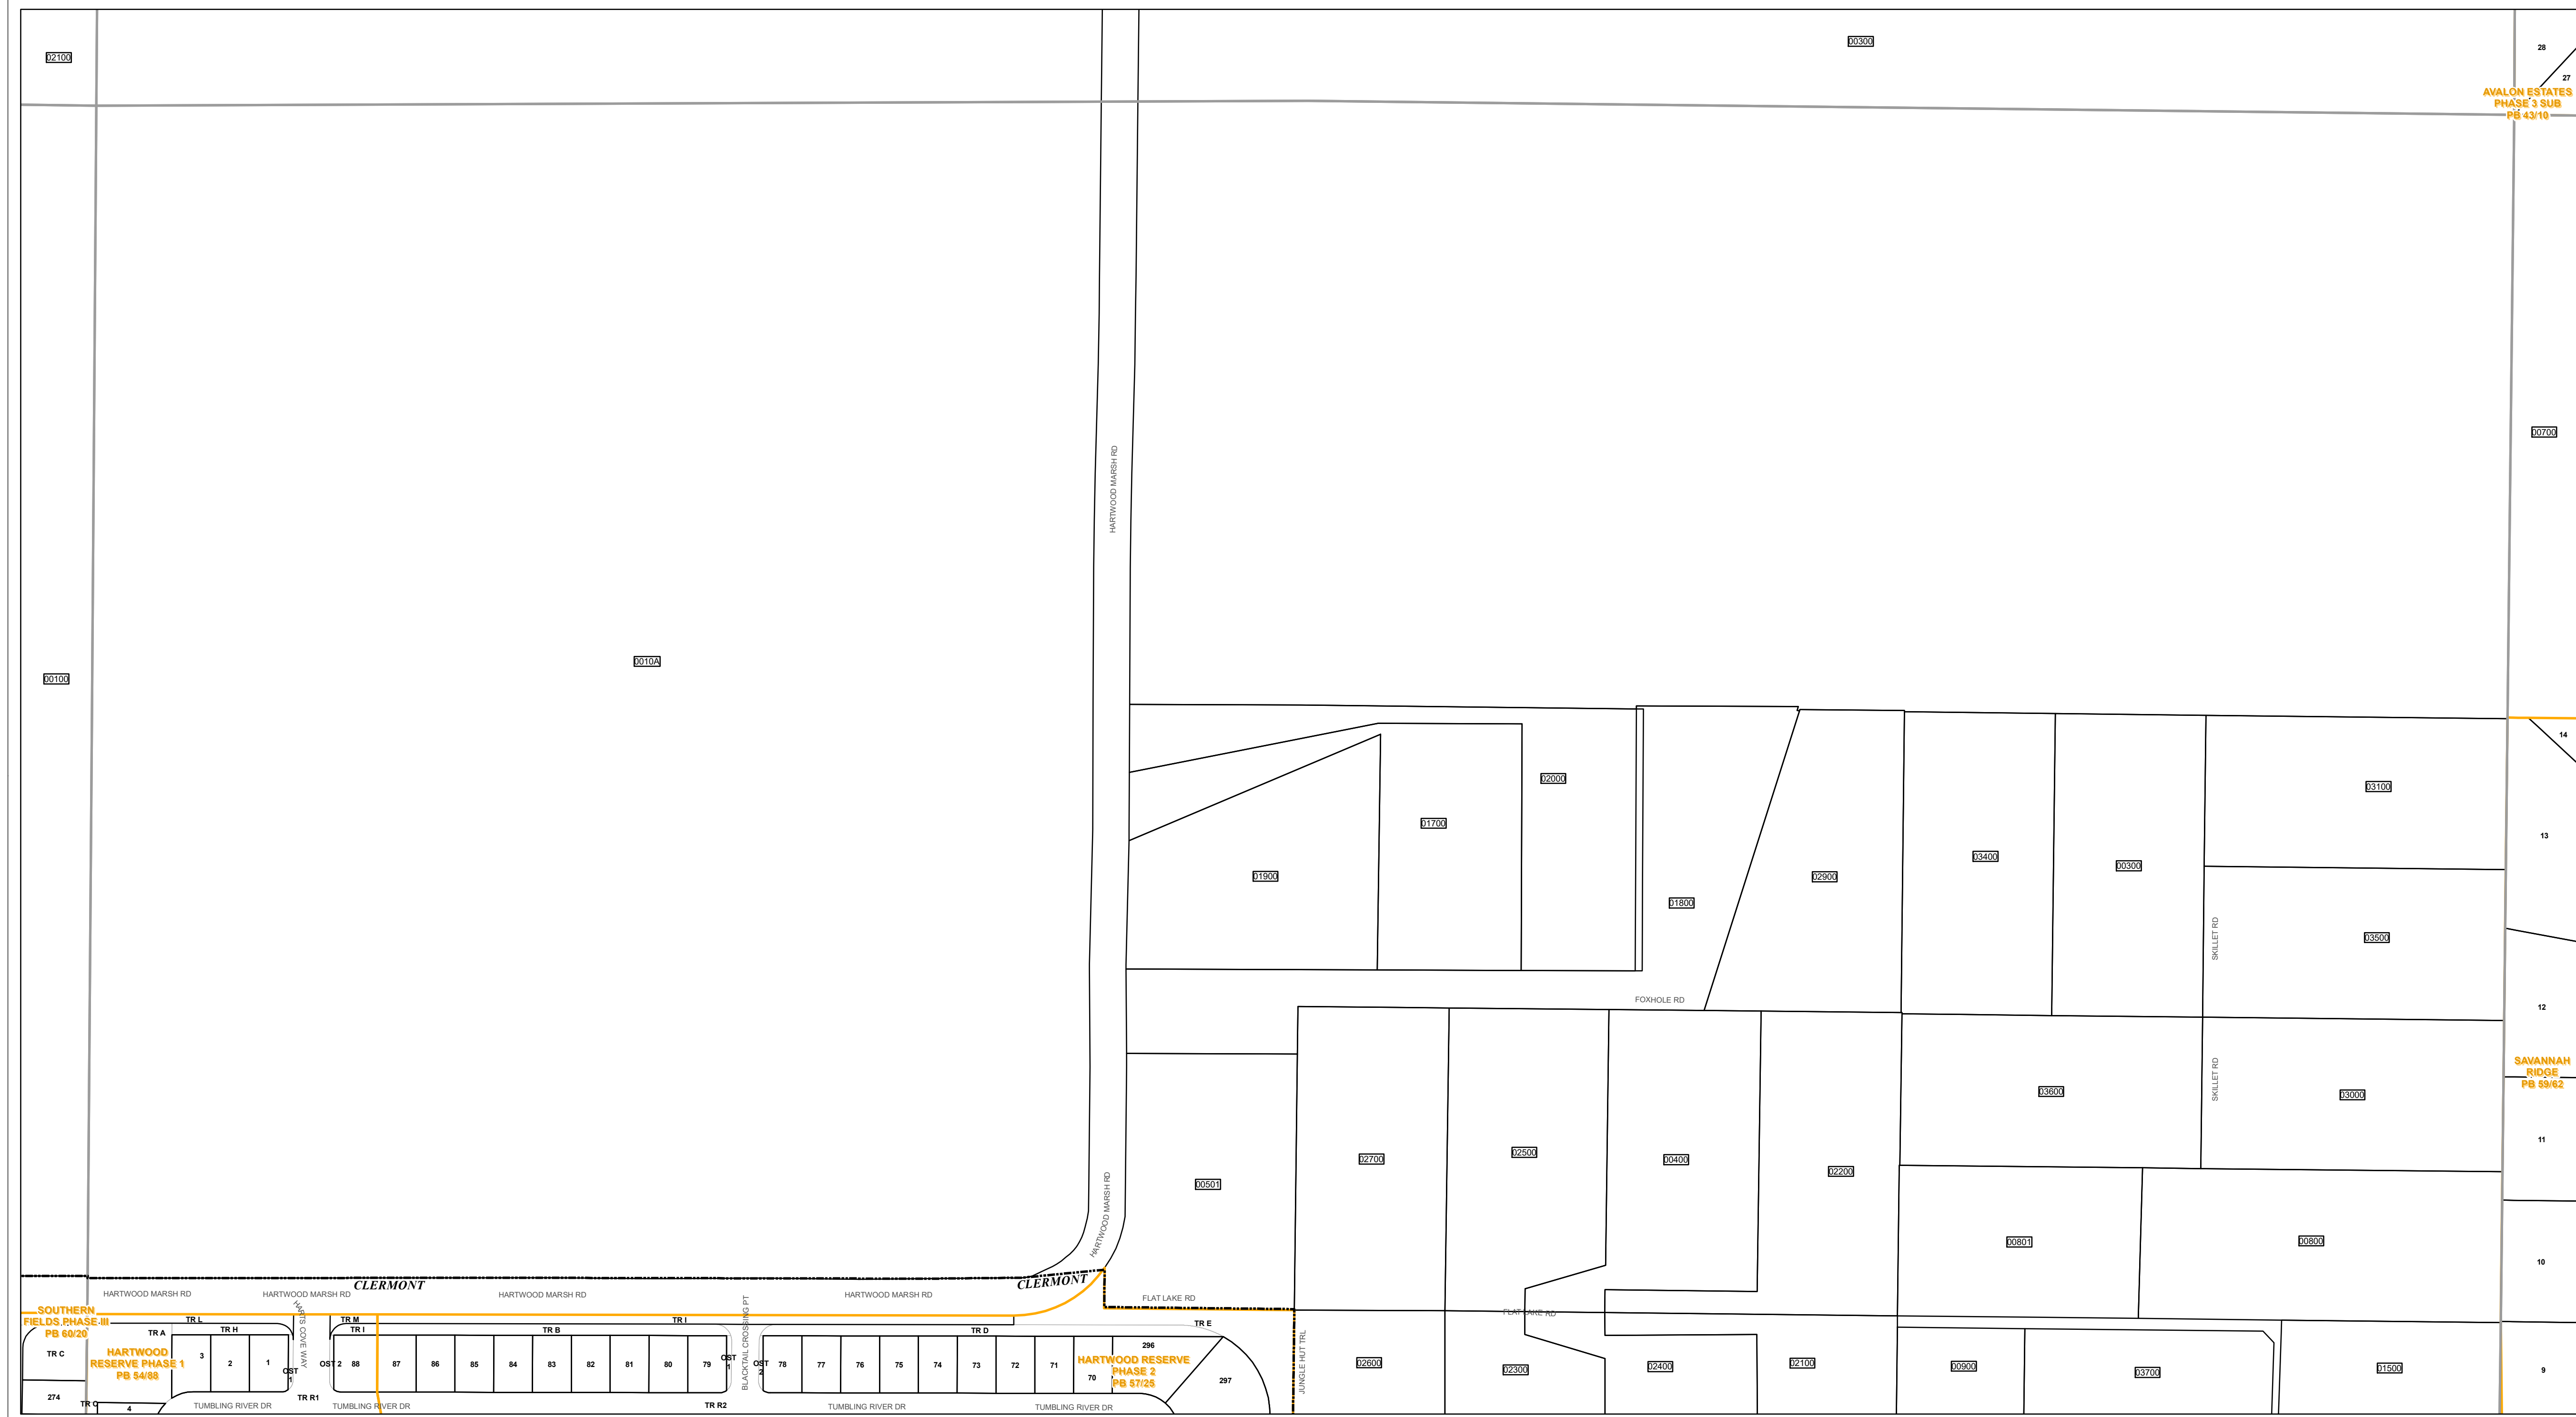 02100
00300
28
27
AVALON ESTATES
PHASE 3 SUB
PB 43/10
00700
HARTWOOD MARSH RD
0010A
00100
14
02000
03100
01700
13
03400
00300
01900
02900
01800
SKILLET RD
03500
FOXHOLE RD
12
SAVANNAH
RIDGE
PB 59/62
SKILLET RD
03600
03000
11
02500
02700
00400
02200
00501
HARTWOOD MARSH RD
00801
00800
10
CLERMONT
CLERMONT
HARTWOOD MARSH RD
HARTWOOD MARSH RD
HARTWOOD MARSH RD
HARTWOOD MARSH RD
FLAT LAKE RD
FLAT LAKE RD
SOUTHERN
FIELDS PHASE III
PB 60/20
HARTS COVE WAY
BLACKTAIL CROSSING PT
JUNGLE HUT TRL
TR L
TR M
TR I
TR E
TR A
TR H
TR I
TR B
TR D
TR C
HARTWOOD
RESERVE PHASE 1
PB 54/88
3
2
1
OST
1
OST 2
88
87
86
85
84
83
82
81
80
79
OST
1
OST
2
78
77
76
75
74
73
72
71
70
296
HARTWOOD RESERVE
PHASE 2
PB 57/25
297
02600
02300
02400
02100
00900
03700
01500
9
274
TR O
4
TR R1
TR R2
TUMBLING RIVER DR
TUMBLING RIVER DR
TUMBLING RIVER DR
TUMBLING RIVER DR